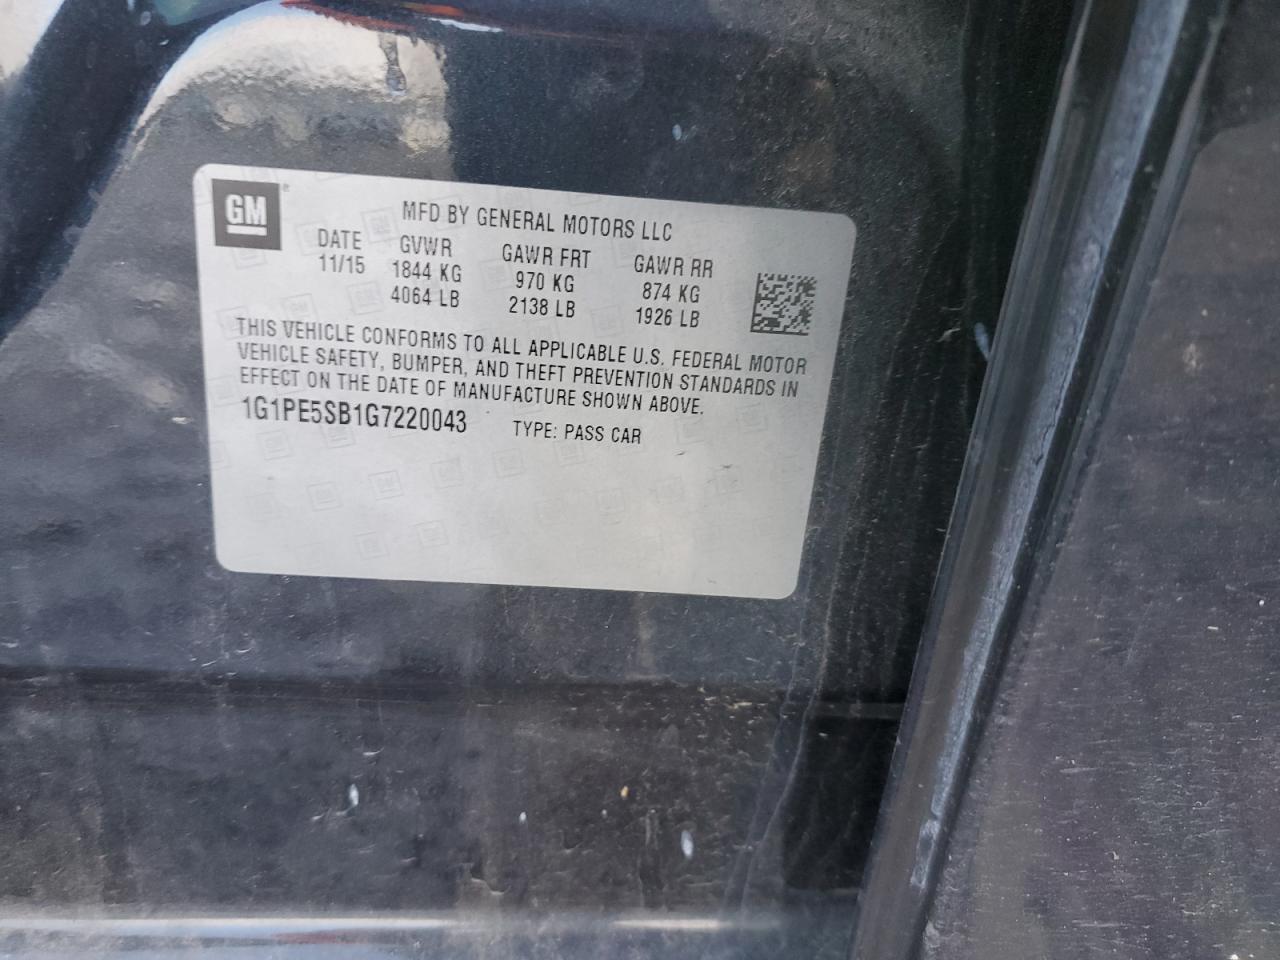 GM®
MFD BY GENERAL MOTORS LLC
DATE GVWR GAWR FRT GAWR RR
11/15 1844 KG 970 KG 874 KG
4064 LB 2138 LB 1926 LB
THIS VEHICLE CONFORMS TO ALL APPLICABLE U.S. FEDERAL MOTOR
VEHICLE SAFETY, BUMPER, AND THEFT PREVENTION STANDARDS IN
EFFECT ON THE DATE OF MANUFACTURE SHOWN ABOVE.
1G1PE5SB1G7220043 TYPE: PASS CAR